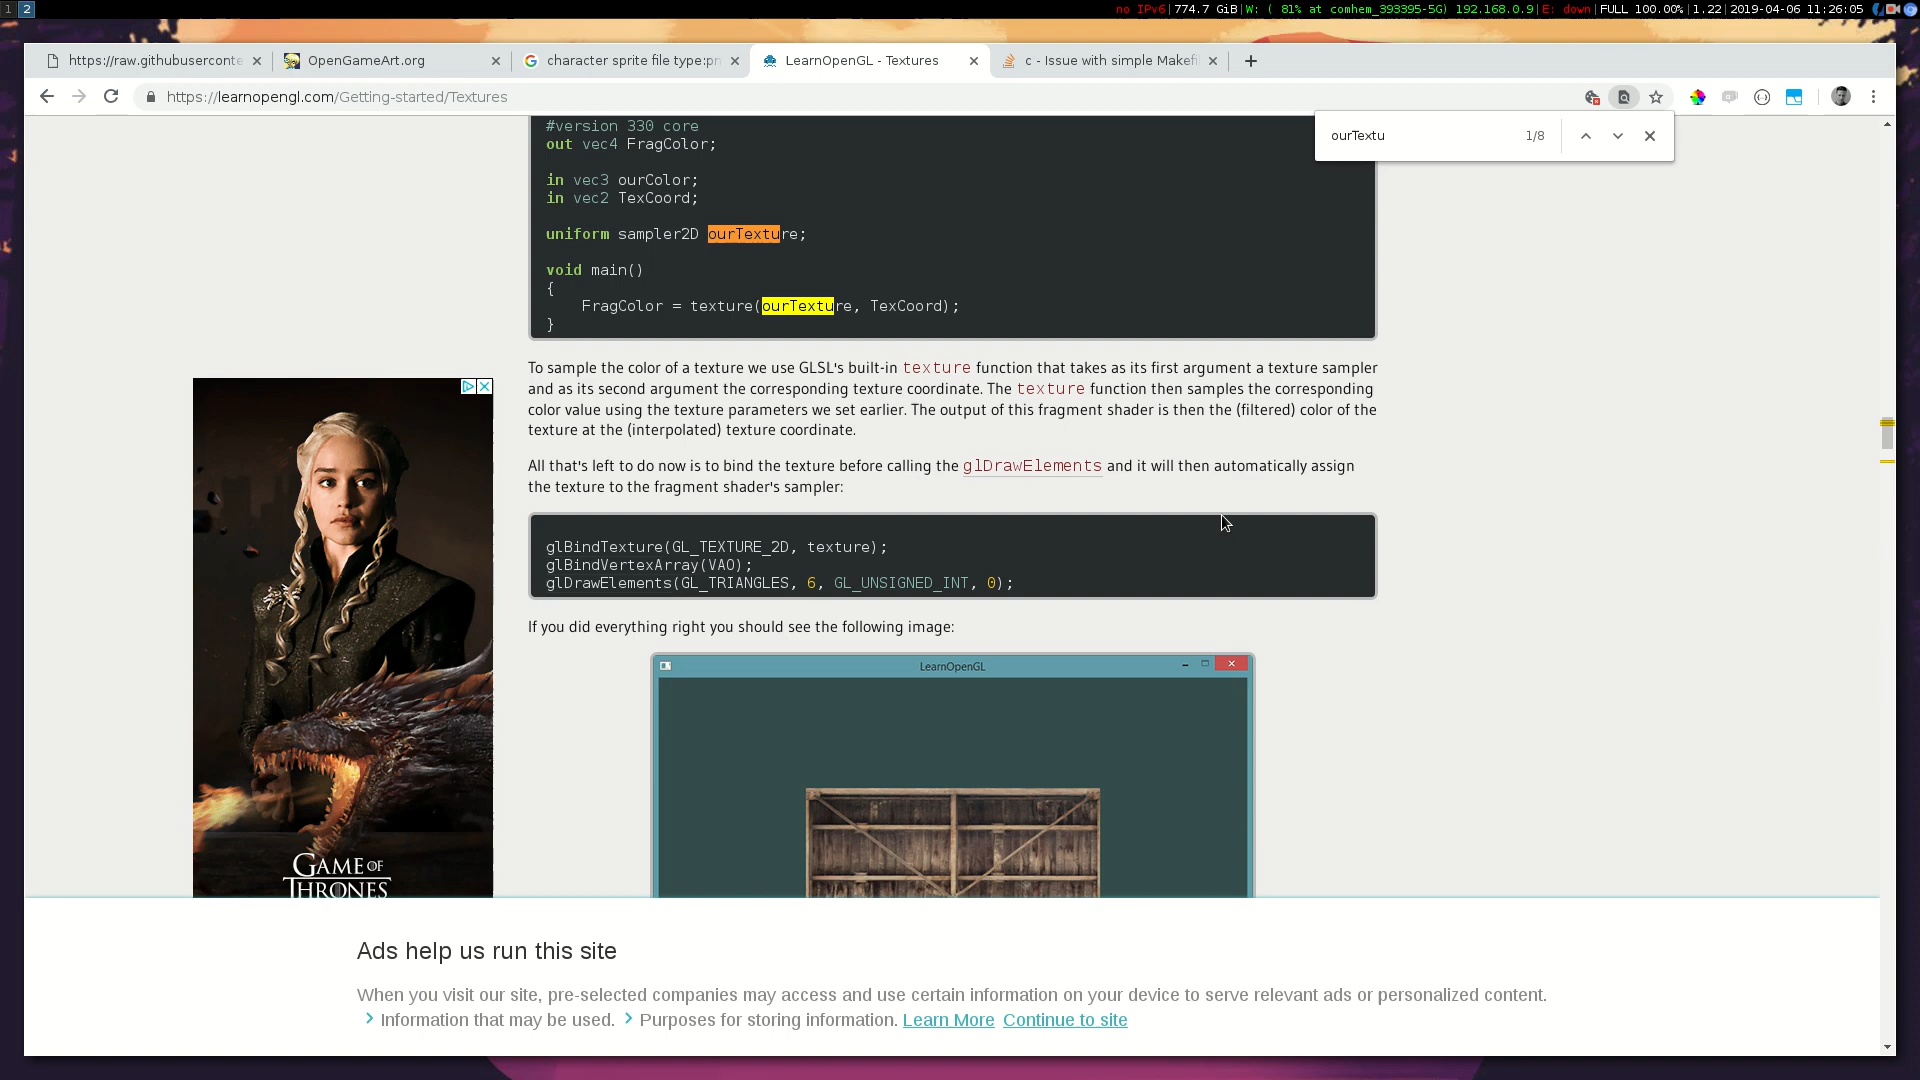 1 2 no IPv6|774.7 GiB|W: ( 81% at comhem_393395-5G) 192.168.0.9|E: down|FULL 100.00%|1.22|2019-04-06 11:26:05
https://raw.githubuserconte
OpenGameArt.org
character sprite file type:pn
LearnOpenGL - Textures
c - Issue with simple Makefi
https://learnopengl.com/Getting-started/Textures
ourTextu 1/8
#version 330 core
out vec4 FragColor;
in vec3 ourColor;
in vec2 TexCoord;
uniform sampler2D ourTexture;
void main()
{
FragColor = texture(ourTexture, TexCoord);
}
To sample the color of a texture we use GLSL's built-in texture function that takes as its first argument a texture sampler
and as its second argument the corresponding texture coordinate. The texture function then samples the corresponding
color value using the texture parameters we set earlier. The output of this fragment shader is then the (filtered) color of the
texture at the (interpolated) texture coordinate.
All that's left to do now is to bind the texture before calling the glDrawElements and it will then automatically assign
the texture to the fragment shader's sampler:
glBindTexture(GL_TEXTURE_2D, texture);
glBindVertexArray(VAO);
glDrawElements(GL_TRIANGLES, 6, GL_UNSIGNED_INT, 0);
If you did everything right you should see the following image:
LearnOpenGL
GAME OF
THRONES
Ads help us run this site
When you visit our site, pre-selected companies may access and use certain information on your device to serve relevant ads or personalized content.
Information that may be used. Purposes for storing information. Learn More Continue to site